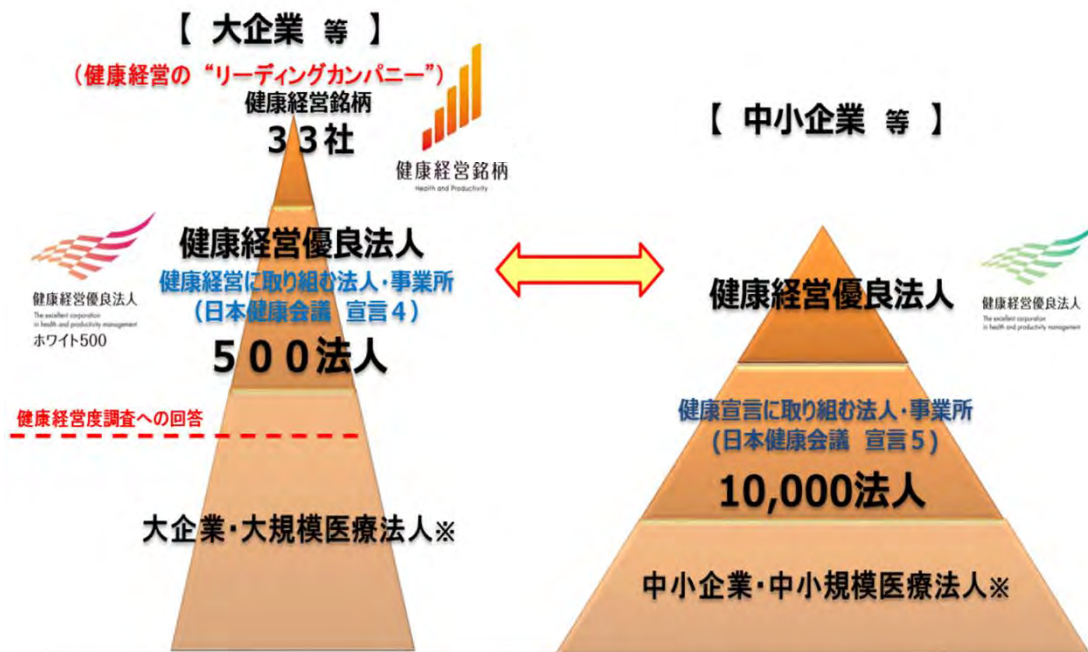 【 大企業 等 】
（健康経営の “リーディングカンパニー”）
健康経営銘柄
３３社
健康経営銘柄
Health and Productivity
健康経営優良法人
The excellent corporation
in health and productivity management
ホワイト500
健康経営優良法人
健康経営に取り組む法人・事業所
（日本健康会議 宣言４）
５００法人
健康経営度調査への回答
大企業・大規模医療法人※
【 中小企業 等 】
健康経営優良法人
健康経営優良法人
The excellent corporation
in health and productivity management
健康宣言に取り組む法人・事業所
（日本健康会議 宣言５）
10,000法人
中小企業・中小規模医療法人※